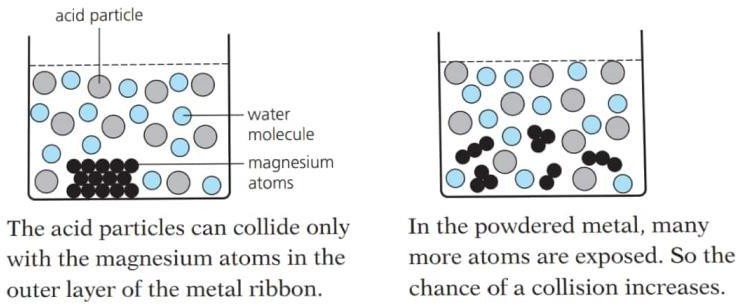 acid particle
water
molecule
magnesium
atoms
The acid particles can collide only
with the magnesium atoms in the
outer layer of the metal ribbon.
In the powdered metal, many
more atoms are exposed. So the
chance of a collision increases.